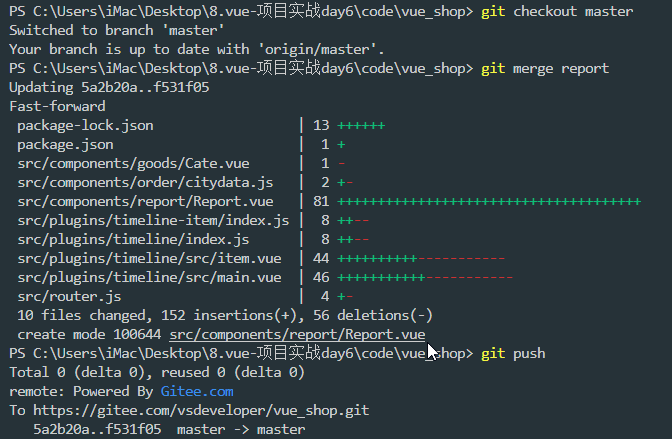 PS C:\Users\iMac\Desktop\8.vue-项目实战day6\code\vue_shop> git checkout master
Switched to branch 'master'
Your branch is up to date with 'origin/master'.
PS C:\Users\iMac\Desktop\8.vue-项目实战day6\code\vue_shop> git merge report
Updating 5a2b20a..f531f05
Fast-forward
 package-lock.json                  | 13 ++++++
 package.json                       |  1 +
 src/components/goods/Cate.vue      |  1 -
 src/components/order/citydata.js   |  2 +-
 src/components/report/Report.vue   | 81 ++++++++++++++++++++++++++++++++++++++
 src/plugins/timeline-item/index.js |  8 ++--
 src/plugins/timeline/index.js      |  8 ++--
 src/plugins/timeline/src/item.vue  | 44 ++++++++++-----------
 src/plugins/timeline/src/main.vue  | 46 +++++++++++-----------
 src/router.js                      |  4 +-
 10 files changed, 152 insertions(+), 56 deletions(-)
 create mode 100644 src/components/report/Report.vue
PS C:\Users\iMac\Desktop\8.vue-项目实战day6\code\vue_shop> git push
Total 0 (delta 0), reused 0 (delta 0)
remote: Powered By Gitee.com
To https://gitee.com/vsdeveloper/vue_shop.git
   5a2b20a..f531f05  master -> master